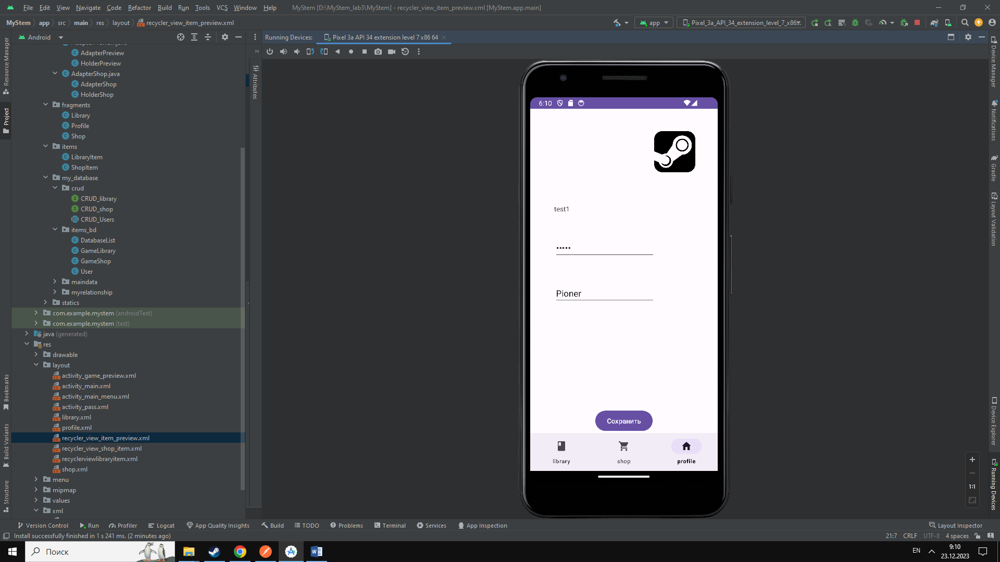 File Edit View Navigate Code Refactor Build Run Tools VCS Window Help MyStem [D:\MyStem_lab3\MyStem] - recycler_view_item_preview.xml [MyStem.app.main]
MyStem app src main res layout recycler_view_item_preview.xml app Pixel_3a_API_34_extension_level_7_x86
Android Running Devices: Pixel 3a API 34 extension level 7 x86 64
AdapterPreview
HolderPreview
AdapterShop.java
AdapterShop
HolderShop
fragments
Library
Profile
Shop
items
LibraryItem
ShopItem
my_database
crud
CRUD_library
CRUD_shop
CRUD_Users
items_bd
DatabaseList
GameLibrary
GameShop
User
maindata
myrelationship
statics
com.example.mystem (androidTest)
com.example.mystem (test)
java (generated)
res
drawable
layout
activity_game_preview.xml
activity_main.xml
activity_main_menu.xml
activity_pass.xml
library.xml
profile.xml
recycler_view_item_preview.xml
recycler_view_shop_item.xml
recyclerviewlibraryitem.xml
shop.xml
menu
mipmap
values
xml
Resource Manager
Project
Bookmarks
Build Variants
Structure
Attributes
6:10
test1
•••••
Pioner
Сохранить
library shop profile
Device Manager
Notifications
Gradle
Layout Validation
Device Explorer
Running Devices
1:1
Version Control Run Profiler Logcat App Quality Insights Build TODO Problems Terminal Services App Inspection Layout Inspector
Install successfully finished in 1 s 241 ms. (2 minutes ago) 21:7 CRLF UTF-8 4 spaces
Поиск EN 9:10
23.12.2023